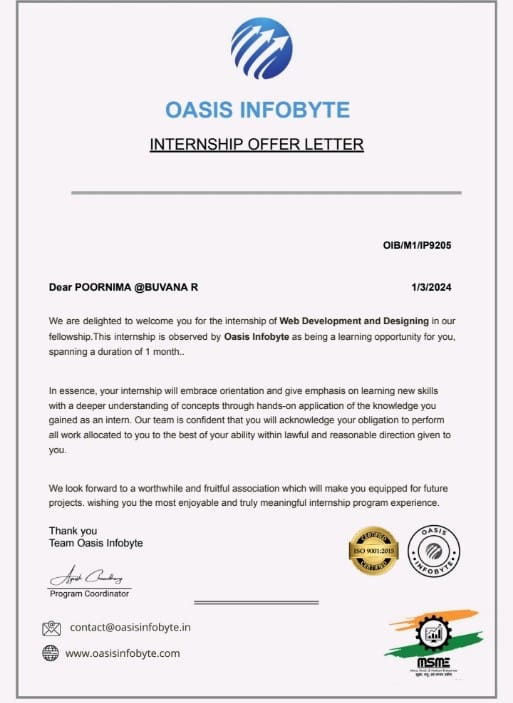 OASIS INFOBYTE
INTERNSHIP OFFER LETTER
OIB/M1/IP9205
Dear POORNIMA @BUVANA R 1/3/2024
We are delighted to welcome you for the internship of Web Development and Designing in our
fellowship.This internship is observed by Oasis Infobyte as being a learning opportunity for you,
spanning a duration of 1 month..
In essence, your internship will embrace orientation and give emphasis on learning new skills
with a deeper understanding of concepts through hands-on application of the knowledge you
gained as an intern. Our team is confident that you will acknowledge your obligation to perform
all work allocated to you to the best of your ability within lawful and reasonable direction given to
you.
We look forward to a worthwhile and fruitful association which will make you equipped for future
projects. wishing you the most enjoyable and truly meaningful internship program experience.
Thank you
Team Oasis Infobyte
Program Coordinator
CERTIFIED
ISO 9001:2015
CERTIFIED
OASIS
INFOBYTE
contact@oasisinfobyte.in
www.oasisinfobyte.com
MSME